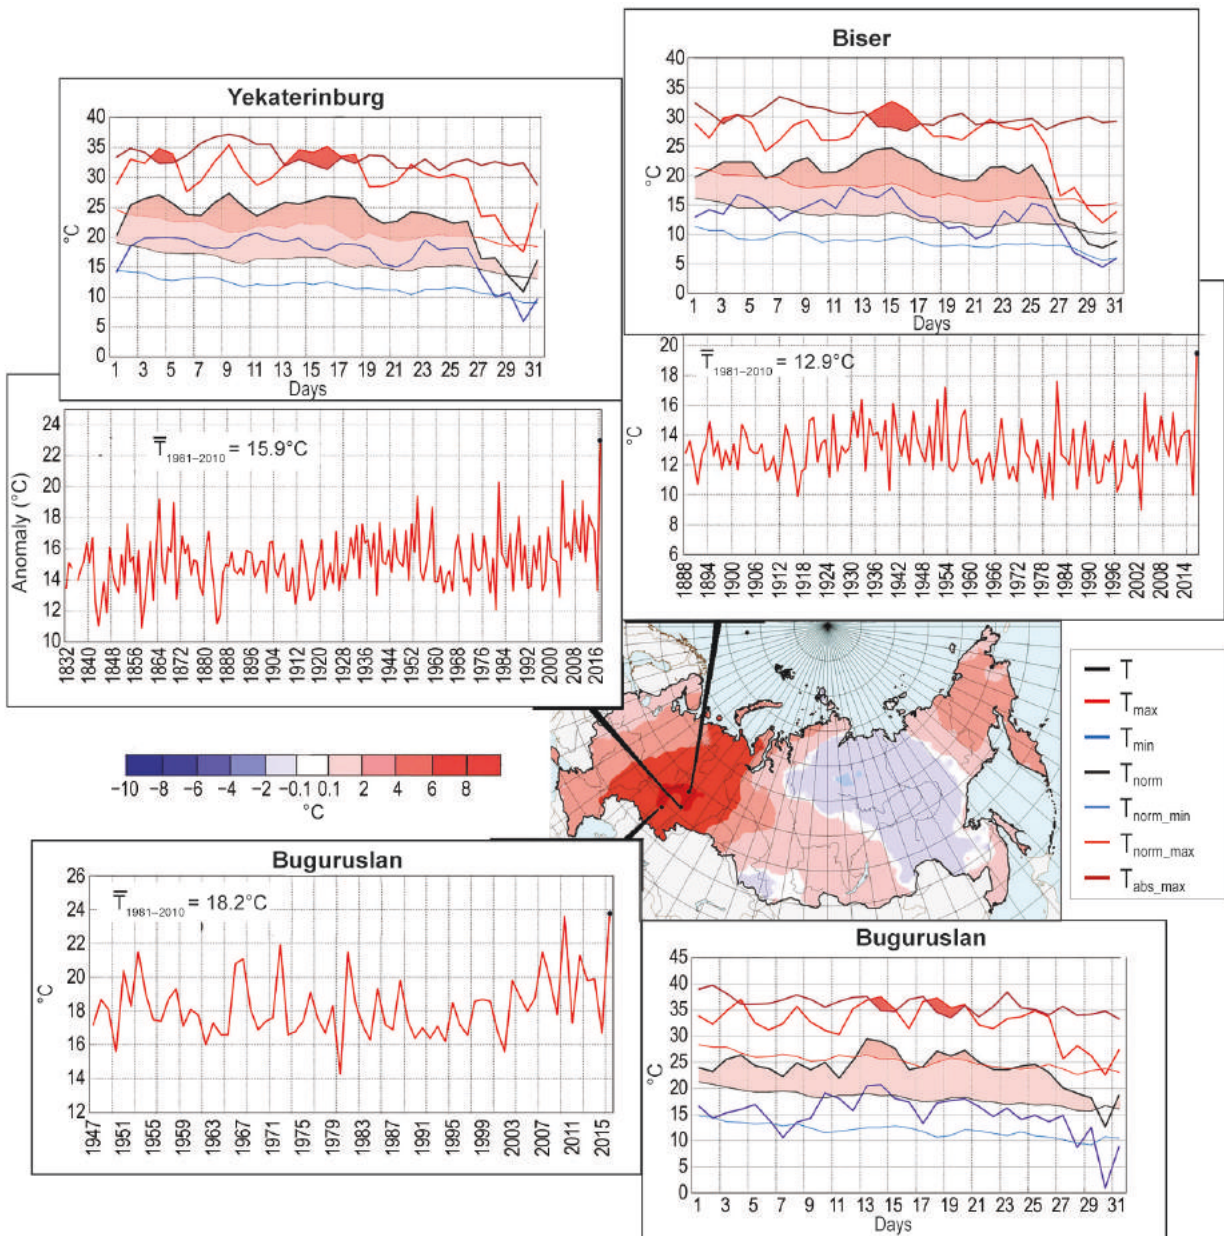 Biser
40
35
30
25
20
15
10
5
0
°C
1 3 5 7 9 11 13 15 17 19 21 23 25 27 29 31
Days
Yekaterinburg
40
35
30
25
20
15
10
5
0
°C
1 3 5 7 9 11 13 15 17 19 21 23 25 27 29 31
Days
T̅1981–2010 = 12.9°C
20
18
16
14
12
10
8
6
°C
1888 1894 1900 1906 1912 1918 1924 1930 1936 1942 1948 1954 1960 1966 1972 1978 1984 1990 1996 2002 2008 2014
T̅1961–2010 = 15.9°C
24
22
20
18
16
14
12
10
Anomaly (°C)
1832 1840 1848 1856 1864 1872 1880 1888 1896 1904 1912 1920 1928 1936 1944 1952 1960 1968 1976 1984 1992 2000 2008 2016
T
Tmax
Tmin
Tnorm
Tnorm_min
Tnorm_max
Tabs_max
−10 −6 −4 −2 −0.1 0.1 2 4 6 8
°C
Buguruslan
T̅1981–2010 = 18.2°C
26
24
22
20
18
16
14
12
°C
1947 1951 1955 1959 1963 1967 1971 1975 1979 1983 1987 1991 1995 1999 2003 2007 2011 2015
Buguruslan
45
40
35
30
25
20
15
10
5
0
°C
1 3 5 7 9 11 13 15 17 19 21 23 25 27 29 31
Days